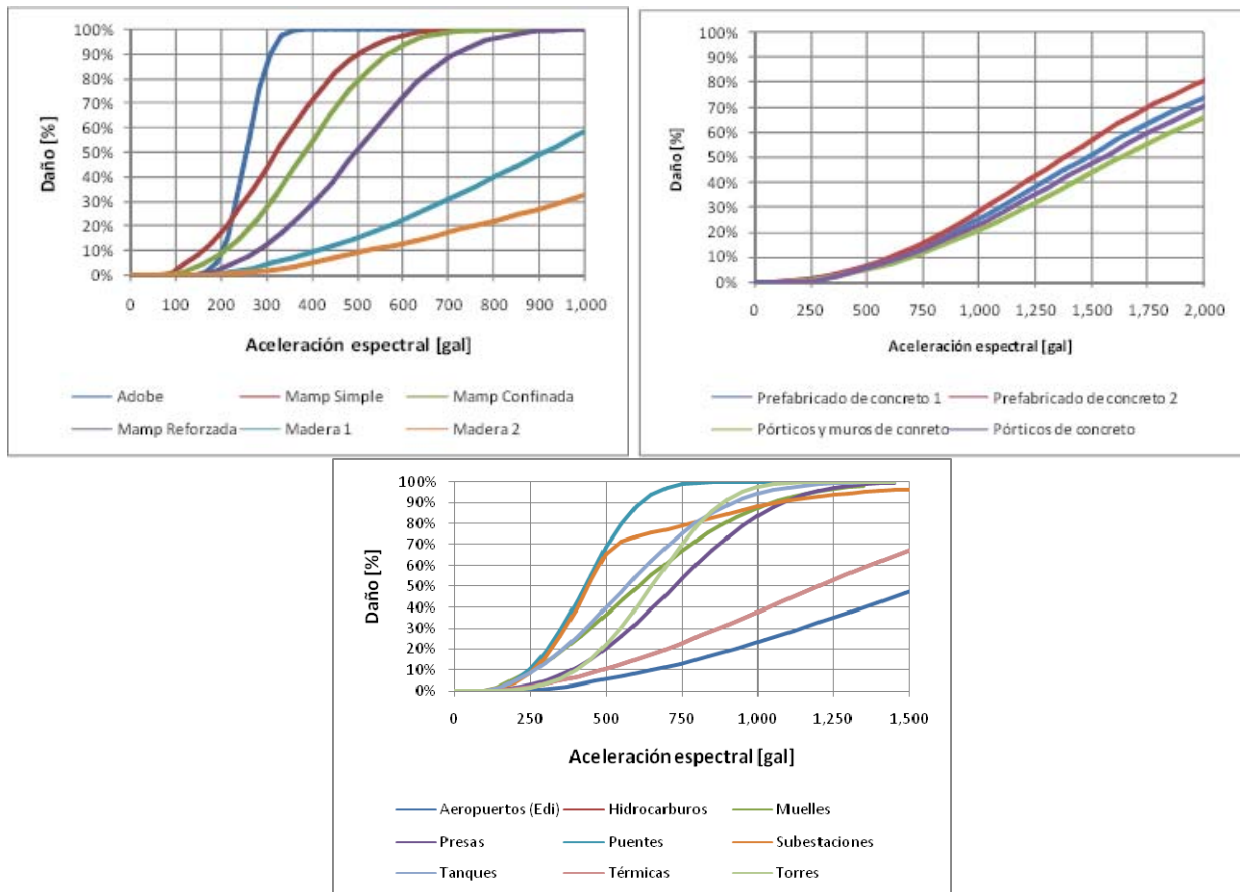 100%
90%
80%
70%
60%
50%
40%
30%
20%
10%
0%
Daño [%]
0 100 200 300 400 500 600 700 800 900 1,000
Aceleración espectral [gal]
Adobe Mamp Simple Mamp Confinada
Mamp Reforzada Madera 1 Madera 2
100%
90%
80%
70%
60%
50%
40%
30%
20%
10%
0%
Daño [%]
0 250 500 750 1,000 1,250 1,500 1,750 2,000
Aceleración espectral [gal]
Prefabricado de concreto 1 Prefabricado de concreto 2
Pórticos y muros de conreto Pórticos de concreto
100%
90%
80%
70%
60%
50%
40%
30%
20%
10%
0%
Daño [%]
0 250 500 750 1,000 1,250 1,500
Aceleración espectral [gal]
Aeropuertos (Edi) Hidrocarburos Muelles
Presas Puentes Subestaciones
Tanques Térmicas Torres